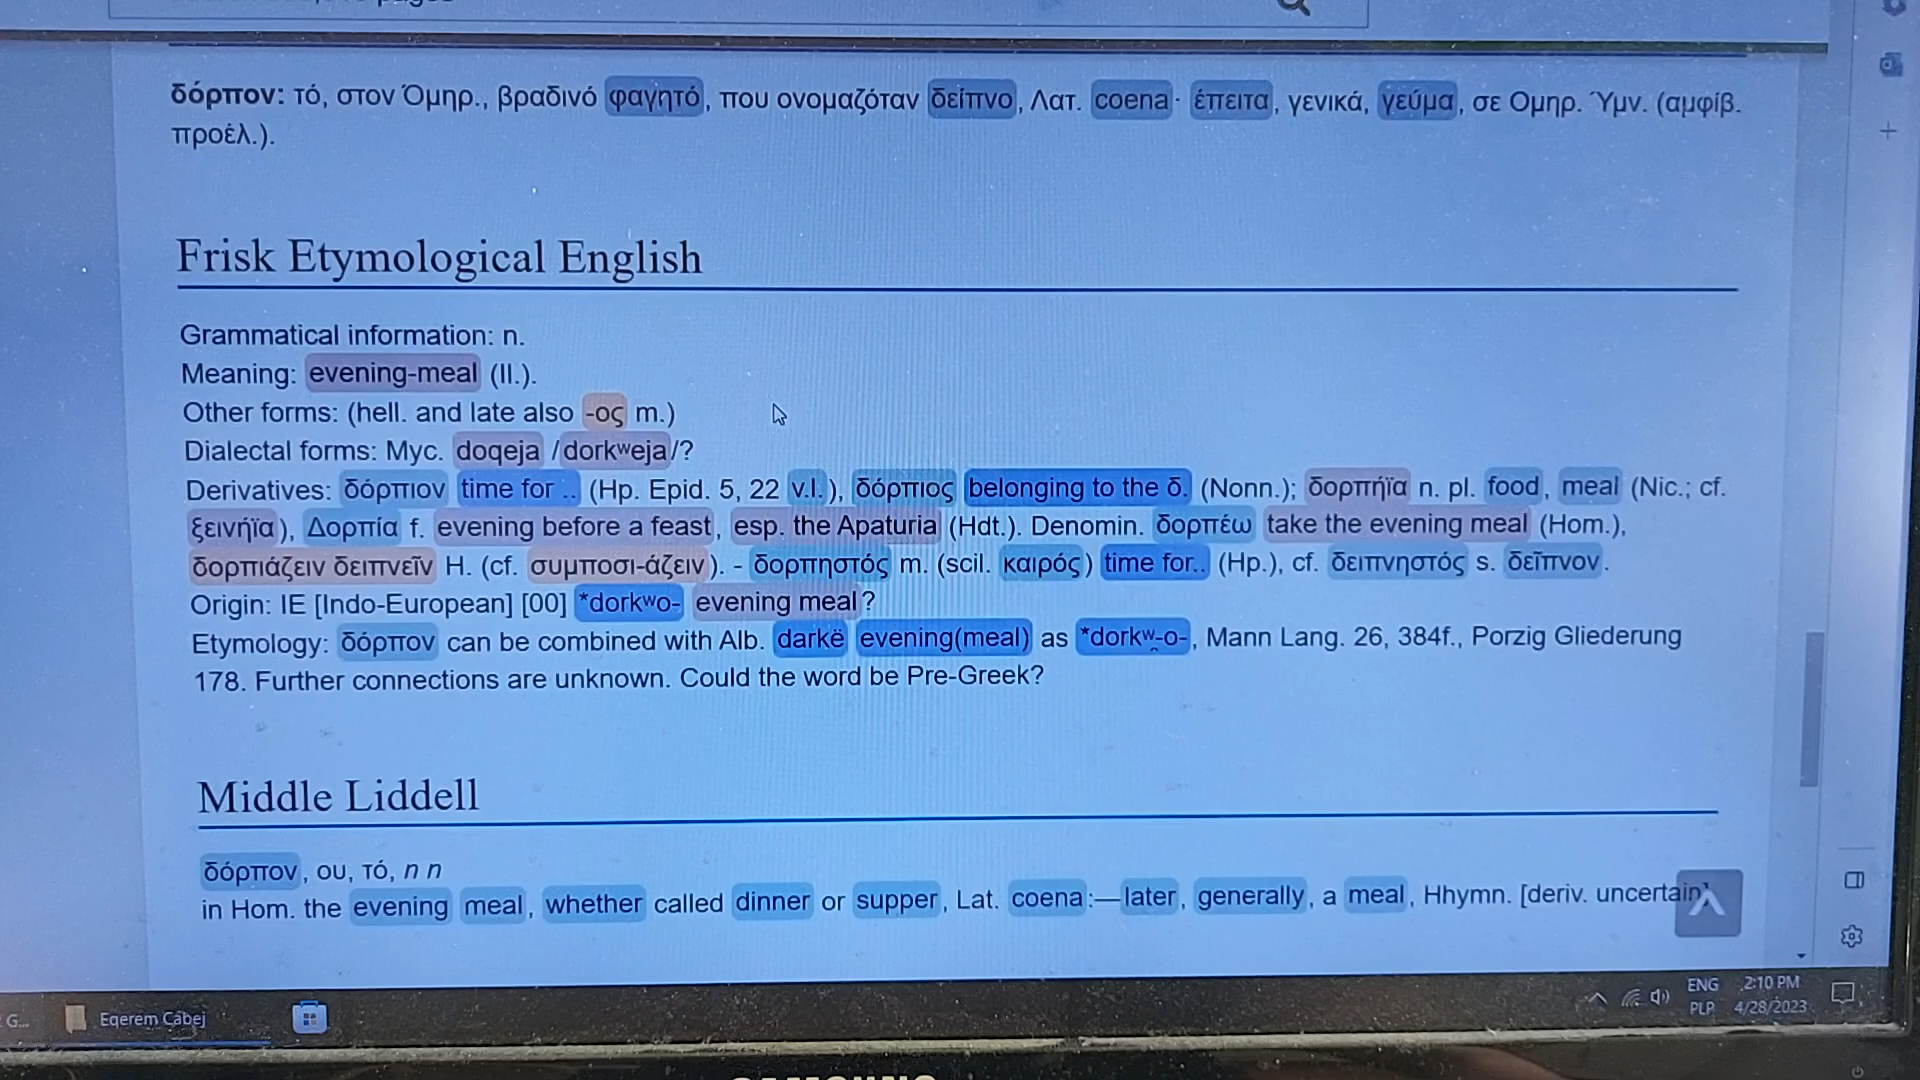 δόρπον: τό, στον Όμηρ., βραδινό φαγητό, που ονομαζόταν δείπνο, Λατ. coena· έπειτα, γενικά, γεύμα, σε Ομηρ. Ύμν. (αμφίβ.
προέλ.).
Frisk Etymological English
Grammatical information: n.
Meaning: evening-meal (Il.).
Other forms: (hell. and late also -ος m.)
Dialectal forms: Myc. doqeja /dorkʷeja/?
Derivatives: δόρπιον time for .. (Hp. Epid. 5, 22 v.l.), δόρπιος belonging to the δ. (Nonn.); δορπήϊα n. pl. food, meal (Nic.; cf.
ξεινήϊα), Δορπία f. evening before a feast, esp. the Apaturia (Hdt.). Denomin. δορπέω take the evening meal (Hom.),
δορπιάζειν δειπνεῖν H. (cf. συμποσι-άζειν). - δορπηστός m. (scil. καιρός) time for.. (Hp.), cf. δειπνηστός s. δεῖπνον.
Origin: IE [Indo-European] [00] *dorkʷo- evening meal?
Etymology: δόρπον can be combined with Alb. darkë evening(meal) as *dorkʷ̯-o-, Mann Lang. 26, 384f., Porzig Gliederung
178. Further connections are unknown. Could the word be Pre-Greek?
Middle Liddell
δόρπον, ου, τό, n n
in Hom. the evening meal, whether called dinner or supper, Lat. coena:—later, generally, a meal, Hhymn. [deriv. uncertain]
G... Eqerem Cabej
ENG 2:10 PM
PLP 4/28/2023